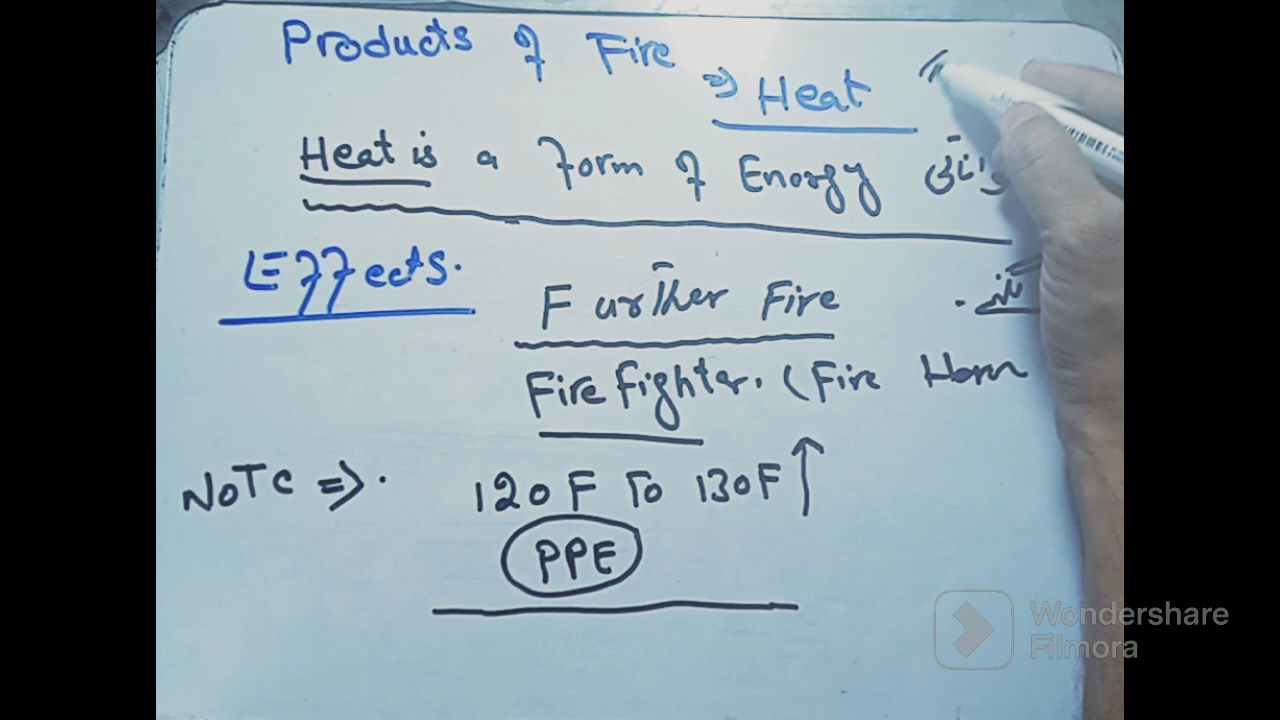 Products of Fire
⇒ Heat
Heat is a Form of Energy
Effects.
Further Fire
Fire Fighter. (Fire
NoTe ⇒. 120F To 130F ↑
PPE
Wondershare
Filmora